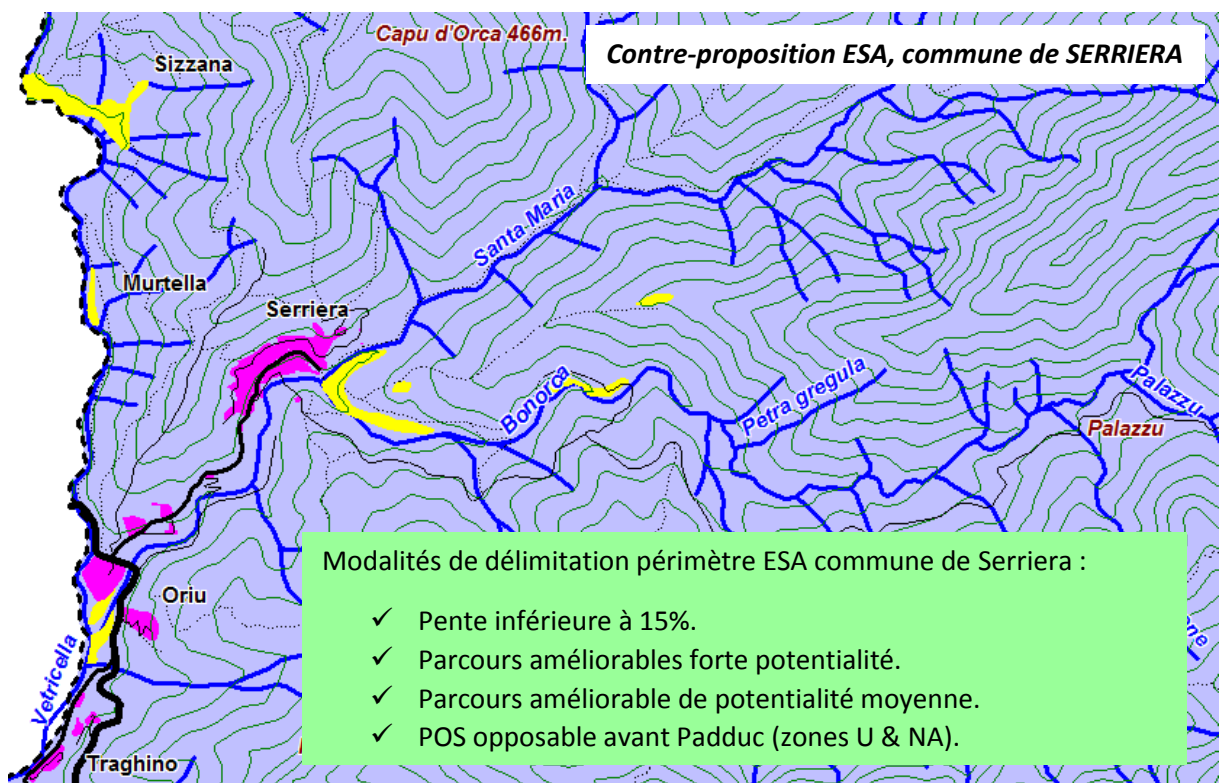 Capu d'Orca 466m.
Contre-proposition ESA, commune de SERRIERA
Sizzana
Santa Maria
Murtella
Serriera
Bonorca
Petra gregula
Palazzu
Palazzu
Modalités de délimitation périmètre ESA commune de Serriera :
✓ Pente inférieure à 15%.
✓ Parcours améliorables forte potentialité.
✓ Parcours améliorable de potentialité moyenne.
✓ POS opposable avant Padduc (zones U & NA).
Oriu
Vetricella
Traghino